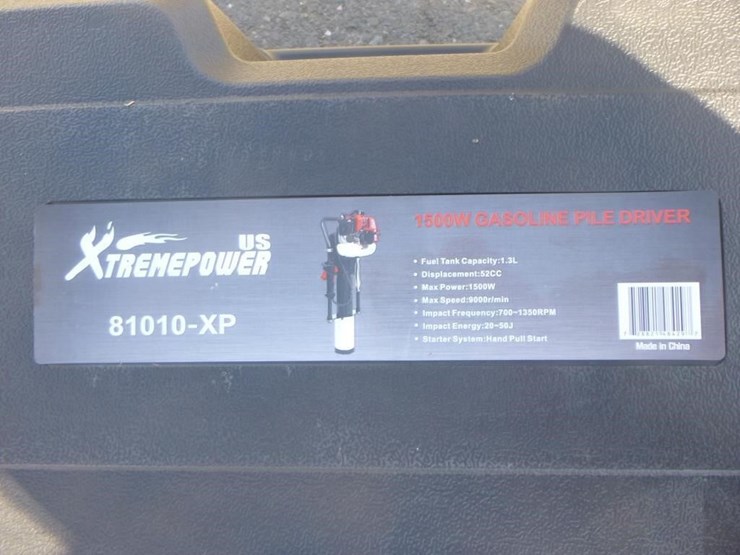 XTREMEPOWER US
81010-XP
1500W GASOLINE PILE DRIVER
• Fuel Tank Capacity:1.3L
• Displacement:52CC
• Max Power:1500W
• Max Speed:9000r/min
• Impact Frequency:700~1350RPM
• Impact Energy:20~50J
• Starter System:Hand Pull Start
Made in China